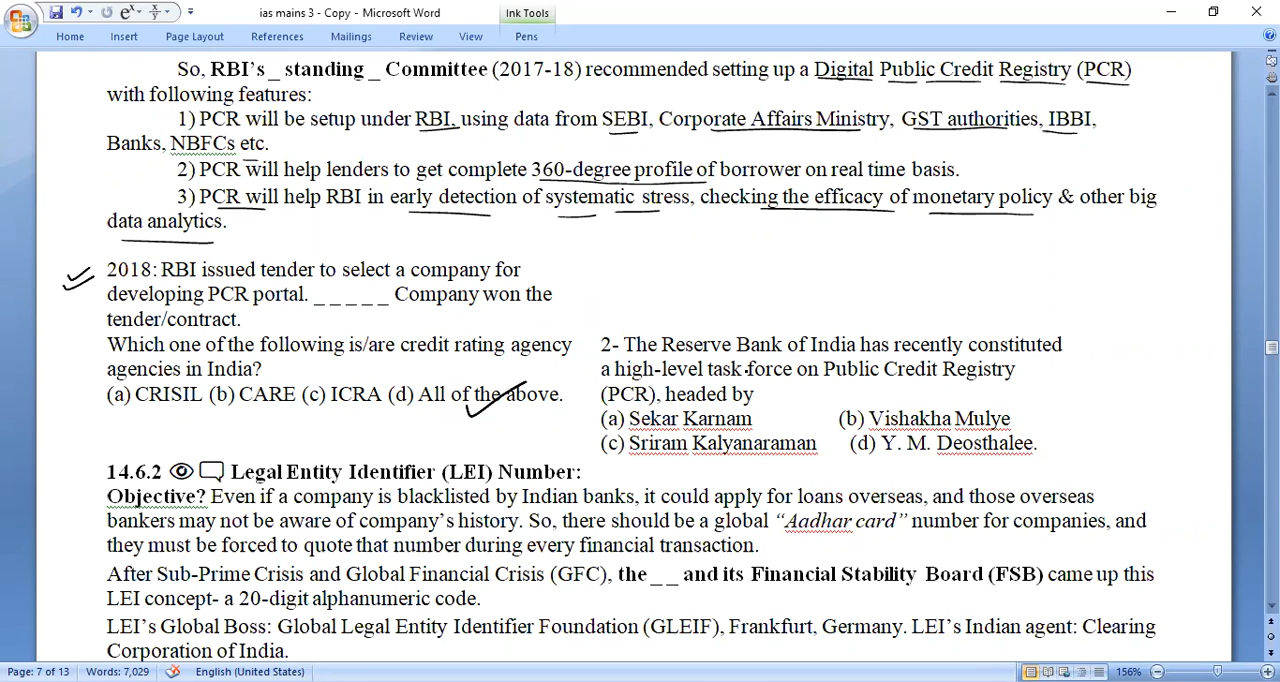 ias mains 3 - Copy - Microsoft Word
Ink Tools
Home Insert Page Layout References Mailings Review View Pens
So, RBI's _ standing _ Committee (2017-18) recommended setting up a Digital Public Credit Registry (PCR)
with following features:
1) PCR will be setup under RBI, using data from SEBI, Corporate Affairs Ministry, GST authorities, IBBI,
Banks, NBFCs etc.
2) PCR will help lenders to get complete 360-degree profile of borrower on real time basis.
3) PCR will help RBI in early detection of systematic stress, checking the efficacy of monetary policy & other big
data analytics.
2018: RBI issued tender to select a company for
developing PCR portal. _ _ _ _ _ Company won the
tender/contract.
Which one of the following is/are credit rating agency
agencies in India?
(a) CRISIL (b) CARE (c) ICRA (d) All of the above.
2- The Reserve Bank of India has recently constituted
a high-level task force on Public Credit Registry
(PCR), headed by
(a) Sekar Karnam (b) Vishakha Mulye
(c) Sriram Kalyanaraman (d) Y. M. Deosthalee.
14.6.2 Legal Entity Identifier (LEI) Number:
Objective? Even if a company is blacklisted by Indian banks, it could apply for loans overseas, and those overseas
bankers may not be aware of company's history. So, there should be a global "Aadhar card" number for companies, and
they must be forced to quote that number during every financial transaction.
After Sub-Prime Crisis and Global Financial Crisis (GFC), the _ _ and its Financial Stability Board (FSB) came up this
LEI concept- a 20-digit alphanumeric code.
LEI's Global Boss: Global Legal Entity Identifier Foundation (GLEIF), Frankfurt, Germany. LEI's Indian agent: Clearing
Corporation of India.
Page: 7 of 13 Words: 7,029 English (United States) 156%